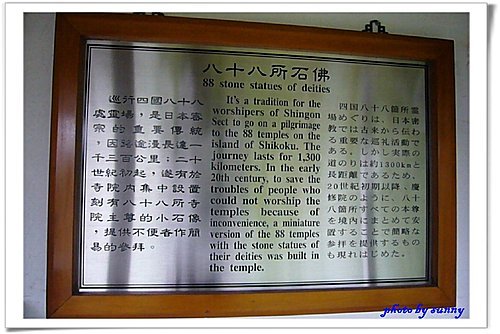 八十八所石佛
88 stone statues of deities
巡行四國八十八
處靈場，是日本密
宗的重要傳統
，因路途漫長達一
千三百公里；二十
世紀初起，遂有於
寺院內集中設置
刻有八十八所寺
院主尊的小石像
，提供不便者作簡
易的參拜。
It's a tradition for the
worshipers of Shingon
Sect to go on a pilgrimage
to the 88 temples on the
island of Shikoku. The
journey lasts for 1,300
kilometers. In the early
20th century, to save the
troubles of people who
could not worship the
temples because of
inconvenience, a miniature
version of the 88 temples
with the stone statues of
their deities was built in
the temple.
四国八十八箇所霊
場めぐりは、日本密
教では古来から伝わ
る重要な巡礼活動で
ある。しかし実際の
道のりは約1300kmと
長距離であるため、
20世紀初期以降、慶
修院のように、八十
八箇所すべての本尊
を境内にまとめて安
置することで簡略な
参拝を提供するもの
も現れはじめた。
photo by sunny